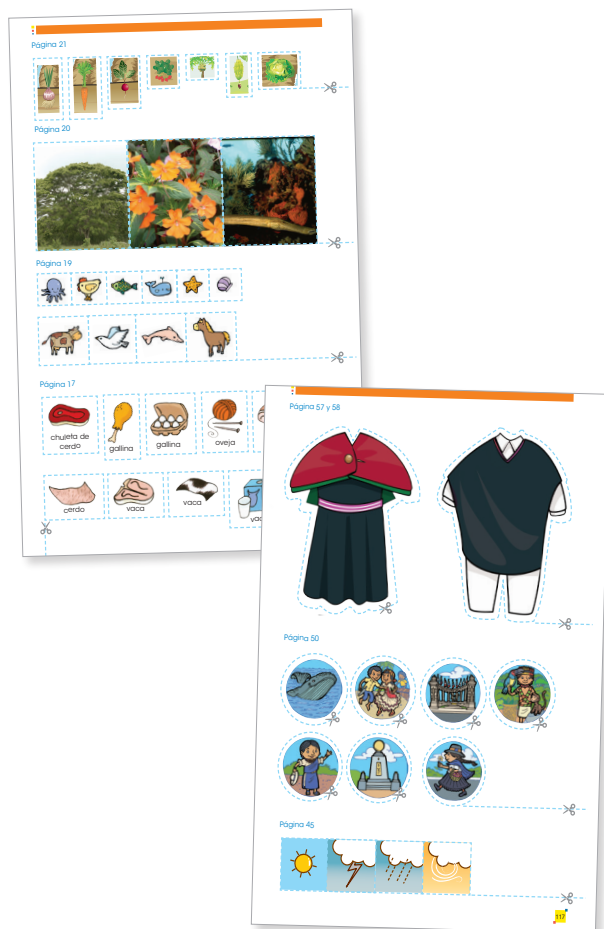 Página 21
Página 20
Página 19
Página 17
chuleta de
cerdo
gallina
gallina
oveja
cerdo
vaca
vaca
Página 57 y 58
Página 50
Página 45
117